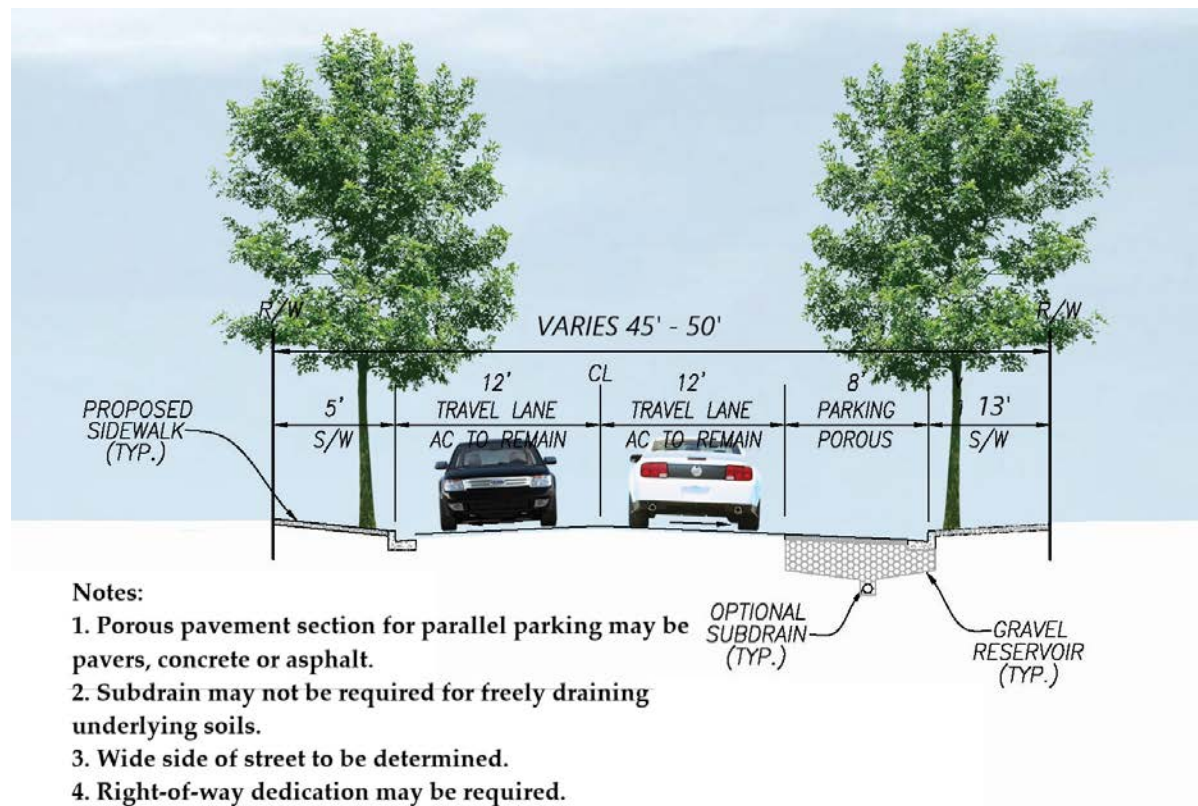 R/W
R/W
VARIES 45' - 50'
PROPOSED
SIDEWALK
(TYP.)
5'
S/W
12'
TRAVEL LANE
AC TO REMAIN
CL
12'
TRAVEL LANE
AC TO REMAIN
8'
PARKING
POROUS
13'
S/W
OPTIONAL
SUBDRAIN
(TYP.)
GRAVEL
RESERVOIR
(TYP.)
Notes:
1. Porous pavement section for parallel parking may be
pavers, concrete or asphalt.
2. Subdrain may not be required for freely draining
underlying soils.
3. Wide side of street to be determined.
4. Right-of-way dedication may be required.